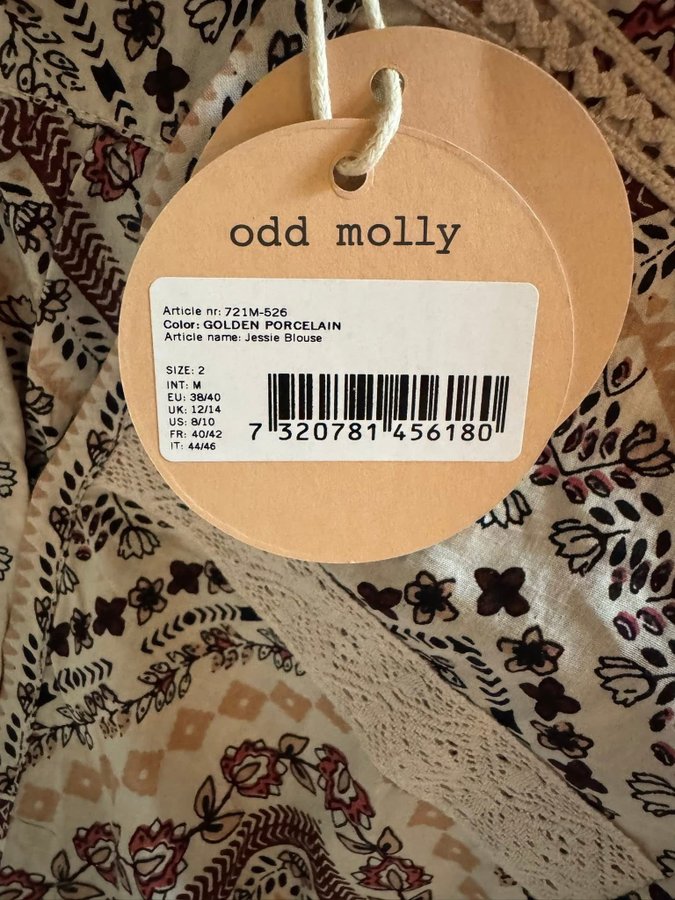 odd molly
Article nr: 721M-526
Color: GOLDEN PORCELAIN
Article name: Jessie Blouse
SIZE: 2
INT: M
EU: 38/40
UK: 12/14
US: 8/10
FR: 40/42
IT: 44/46
7 320781 456180